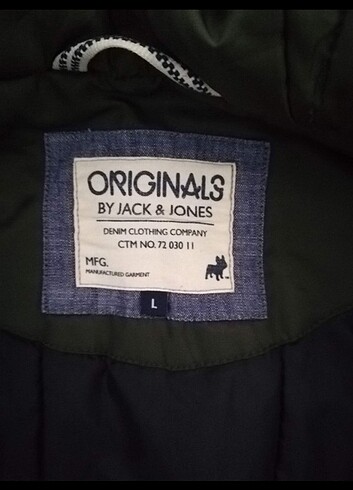 ORIGINALS
BY JACK & JONES
DENIM CLOTHING COMPANY
CTM NO. 72 030 11
MFG.
MANUFACTURED GARMENT
L